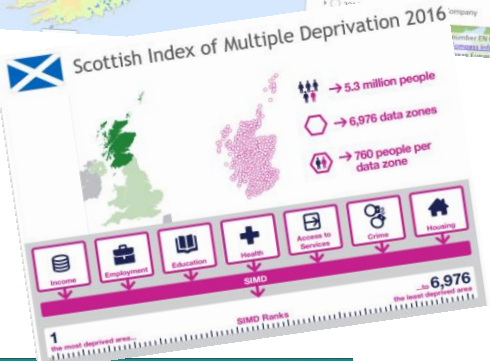 Scottish Index of Multiple Deprivation 2016
→ 5.3 million people
→ 6,976 data zones
→ 760 people per
data zone
Income
Employment
Education
Health
Access to
Services
Crime
Housing
SIMD
1
the most deprived area...
SIMD Ranks
...to 6,976
the least deprived area